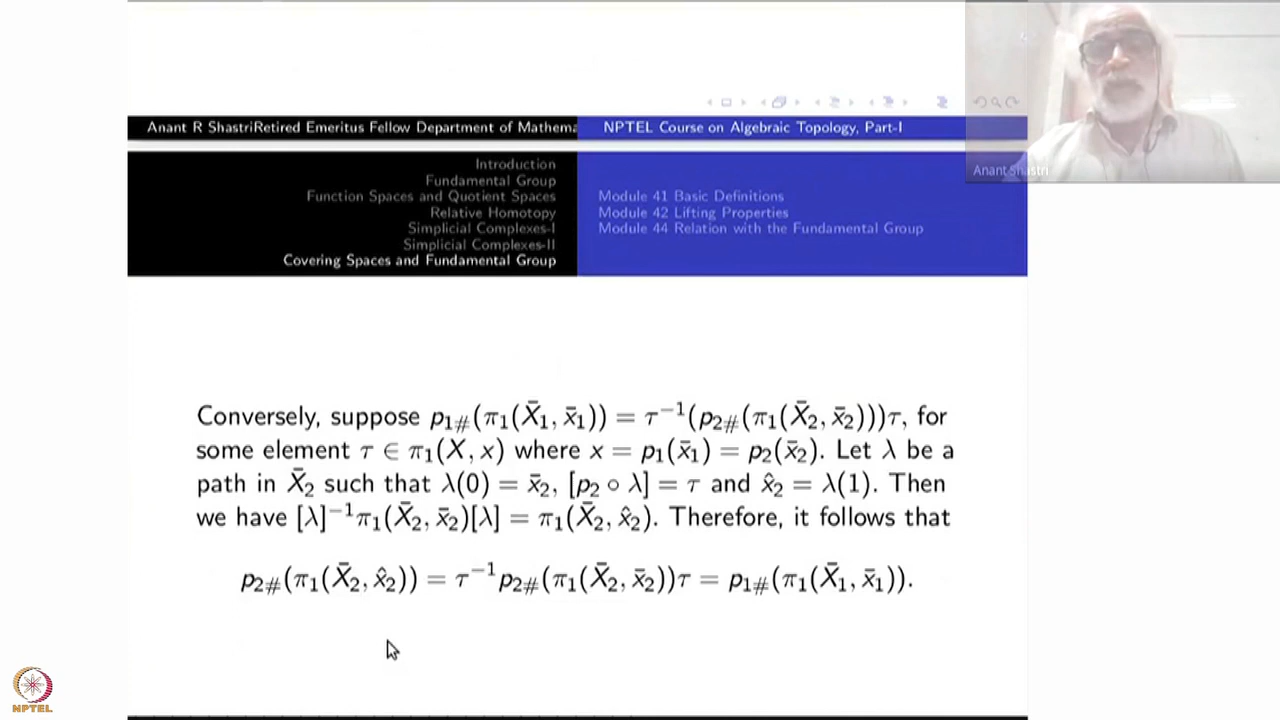 Anant R ShastriRetired Emeritus Fellow Department of Mathema
NPTEL Course on Algebraic Topology, Part-I
Anant Shastri
Introduction
Fundamental Group
Function Spaces and Quotient Spaces
Relative Homotopy
Simplicial Complexes-I
Simplicial Complexes-II
Covering Spaces and Fundamental Group
Module 41 Basic Definitions
Module 42 Lifting Properties
Module 44 Relation with the Fundamental Group
Conversely, suppose p₁#(π₁(X̄₁, x̄₁)) = τ⁻¹(p₂#(π₁(X̄₂, x̄₂)))τ, for
some element τ ∈ π₁(X, x) where x = p₁(x̄₁) = p₂(x̄₂). Let λ be a
path in X̄₂ such that λ(0) = x̄₂, [p₂ ∘ λ] = τ and x̂₂ = λ(1). Then
we have [λ]⁻¹π₁(X̄₂, x̄₂)[λ] = π₁(X̄₂, x̂₂). Therefore, it follows that
p₂#(π₁(X̄₂, x̂₂)) = τ⁻¹p₂#(π₁(X̄₂, x̄₂))τ = p₁#(π₁(X̄₁, x̄₁)).
NPTEL